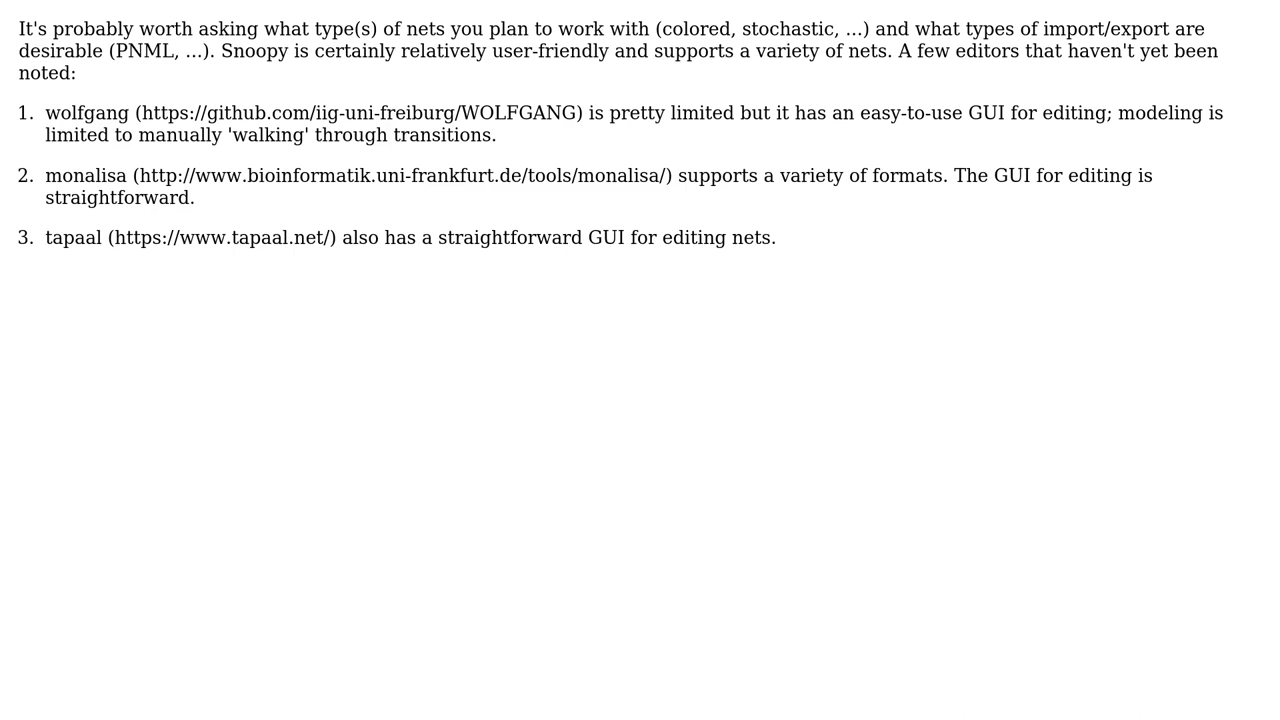 It's probably worth asking what type(s) of nets you plan to work with (colored, stochastic, ...) and what types of import/export are
desirable (PNML, ...). Snoopy is certainly relatively user-friendly and supports a variety of nets. A few editors that haven't yet been
noted:
1. wolfgang (https://github.com/iig-uni-freiburg/WOLFGANG) is pretty limited but it has an easy-to-use GUI for editing; modeling is
limited to manually 'walking' through transitions.
2. monalisa (http://www.bioinformatik.uni-frankfurt.de/tools/monalisa/) supports a variety of formats. The GUI for editing is
straightforward.
3. tapaal (https://www.tapaal.net/) also has a straightforward GUI for editing nets.